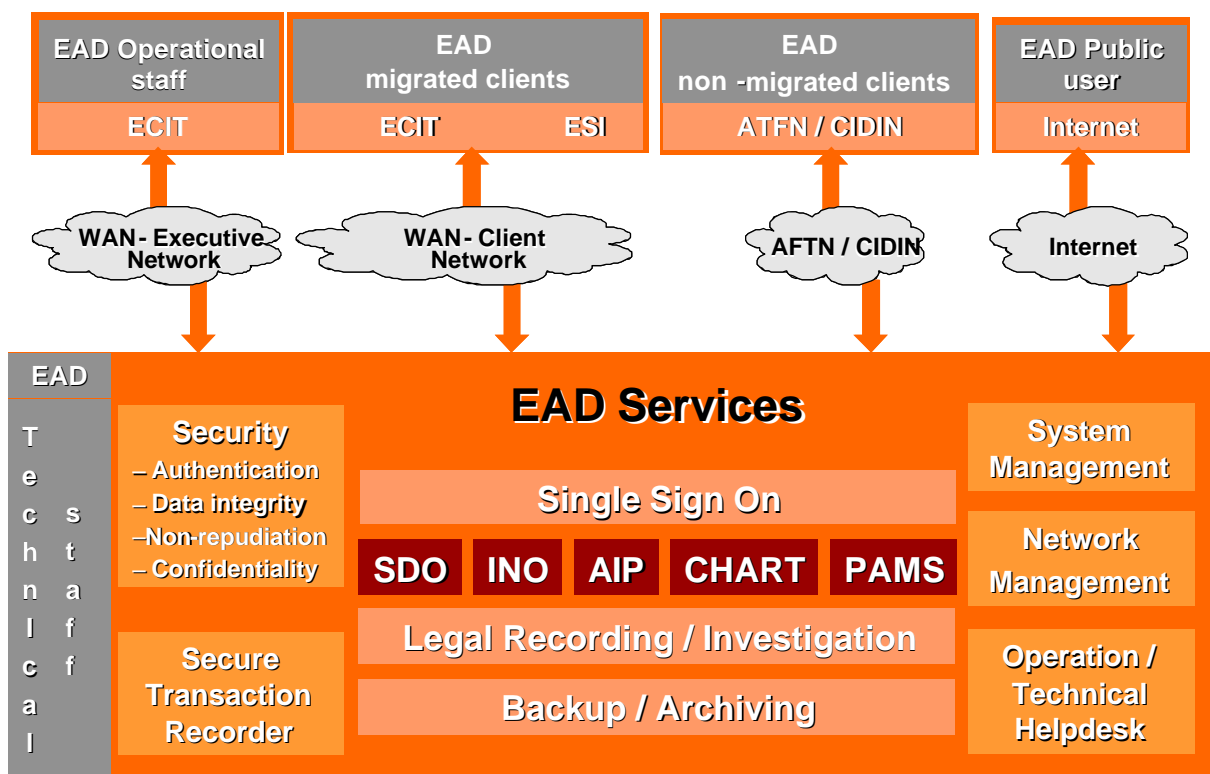 EAD Operational
staff
ECIT
EAD
migrated clients
ECIT ESI
EAD
non -migrated clients
ATFN / CIDIN
EAD Public
user
Internet
WAN- Executive
Network
WAN- Client
Network
AFTN / CIDIN
Internet
EAD
Technlcal
staff
EAD Services
Security
– Authentication
– Data integrity
–Non-repudiation
– Confidentiality
Secure
Transaction
Recorder
Single Sign On
SDO INO AIP CHART PAMS
Legal Recording / Investigation
Backup / Archiving
System
Management
Network
Management
Operation /
Technical
Helpdesk